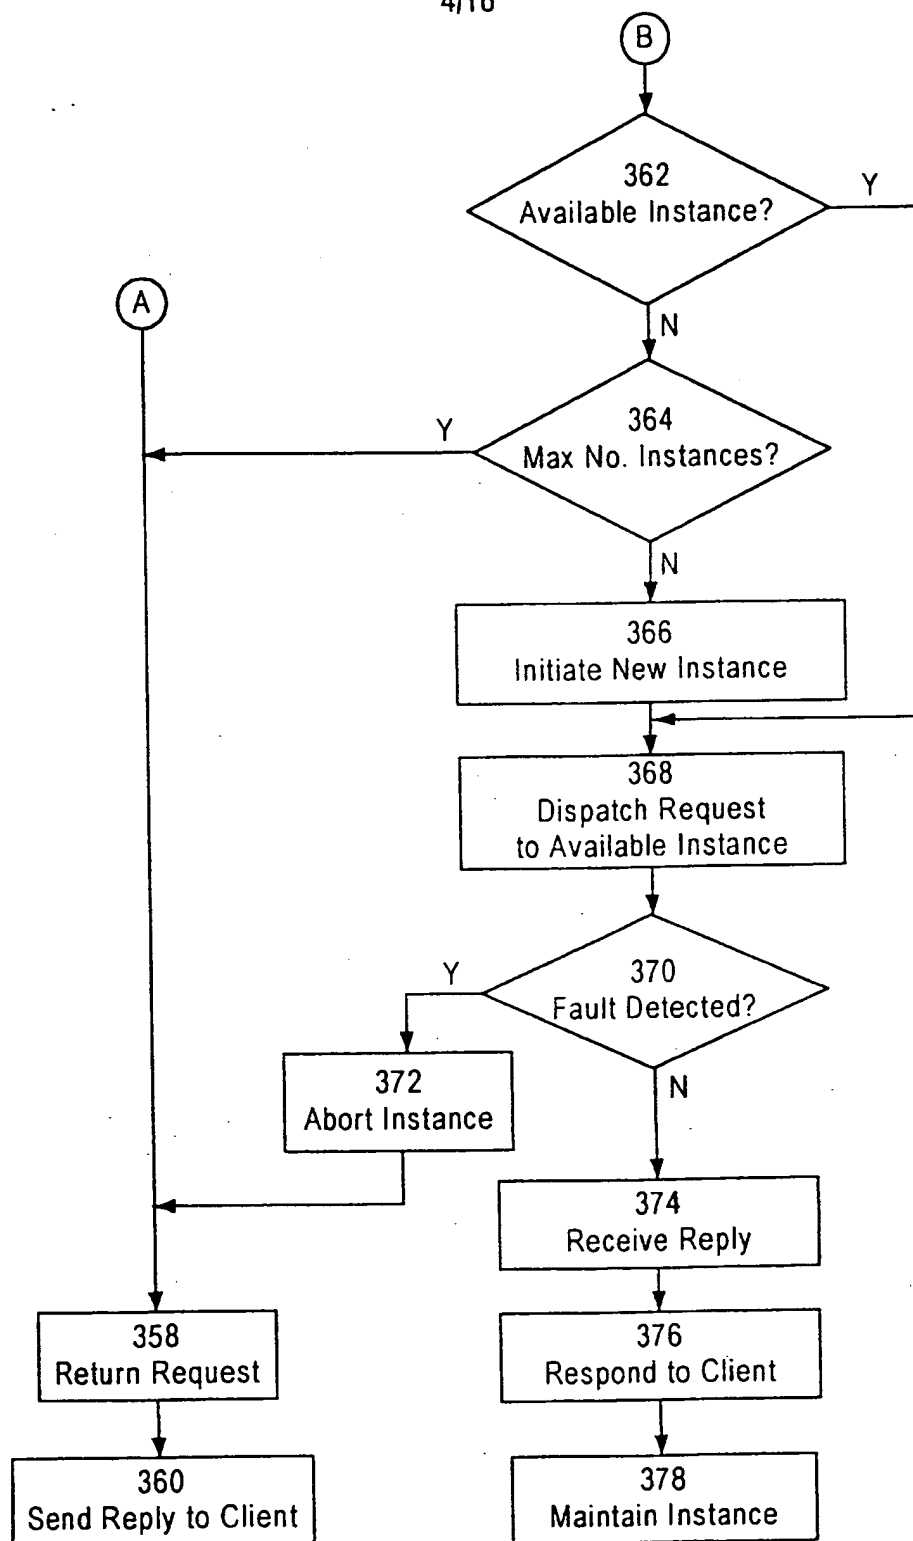 4/16
B
362
Available Instance?
Y
A
N
364
Max No. Instances?
Y
N
366
Initiate New Instance
368
Dispatch Request
to Available Instance
370
Fault Detected?
Y
N
372
Abort Instance
374
Receive Reply
358
Return Request
376
Respond to Client
360
Send Reply to Client
378
Maintain Instance